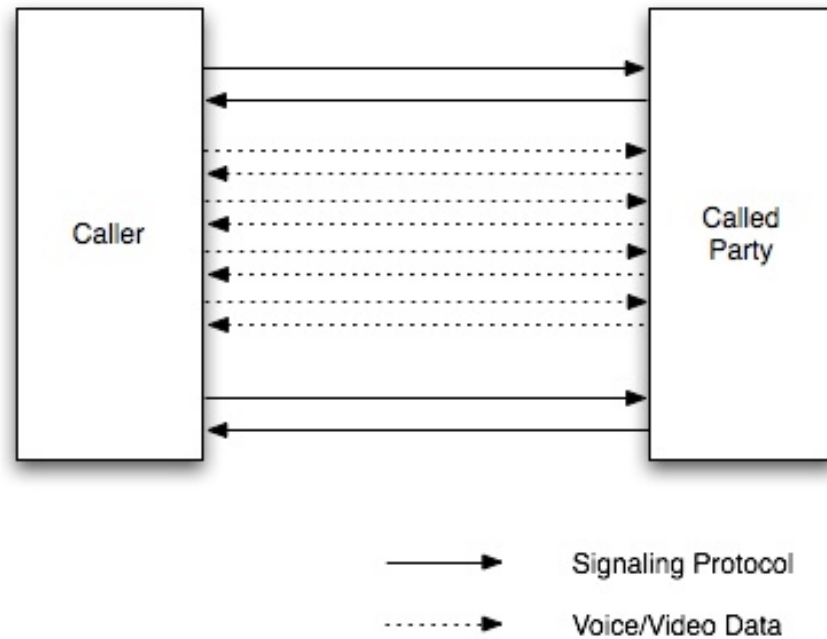 Caller
Called
Party
Signaling Protocol
Voice/Video Data